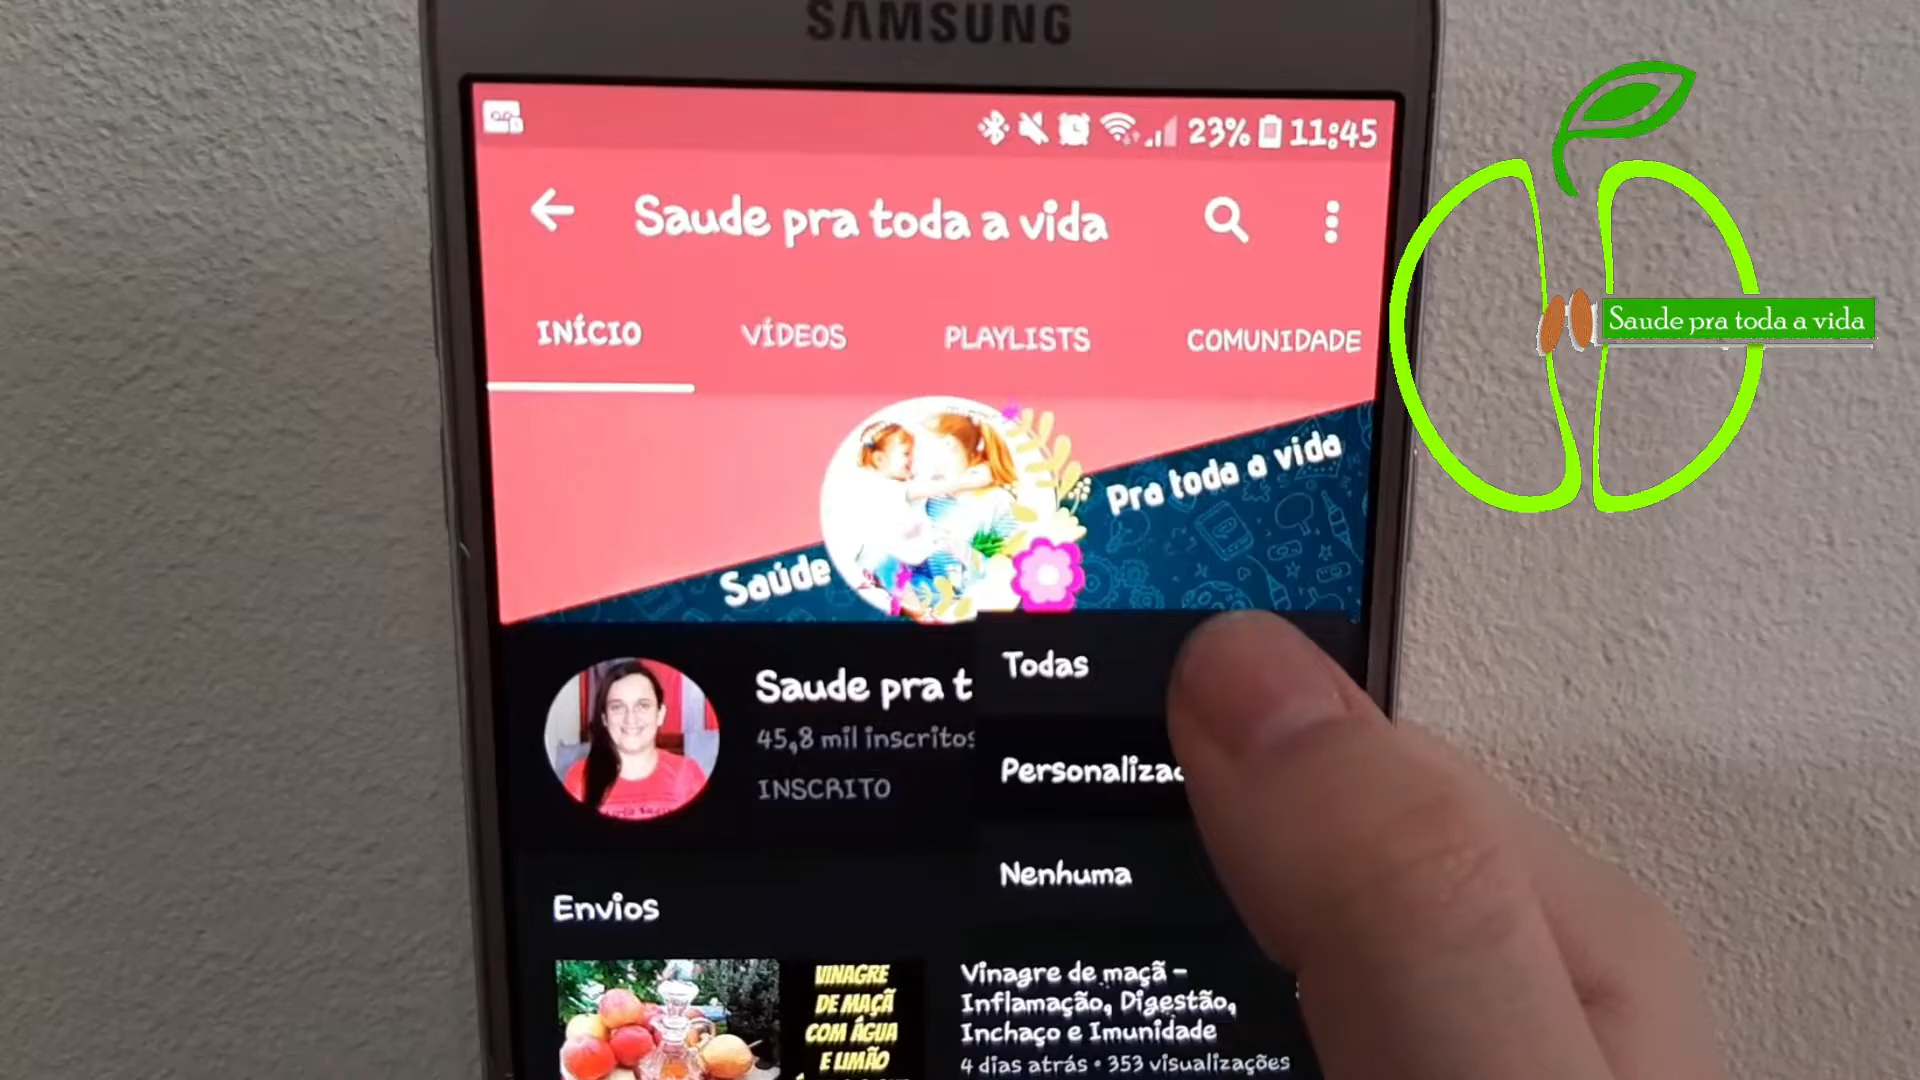 SAMSUNG
23% 11:45
Saude pra toda a vida
INÍCIO VÍDEOS PLAYLISTS COMUNIDADE
Saude pra toda a vida
Pra toda a vida
Saúde
Todas
Saude pra t
45,8 mil inscritos
INSCRITO
Personalizad
Nenhuma
Envios
VINAGRE
DE MAÇÃ
COM ÁGUA
E LIMÃO
Vinagre de maçã -
Inflamação, Digestão,
Inchaço e Imunidade
4 dias atrás • 353 visualizações